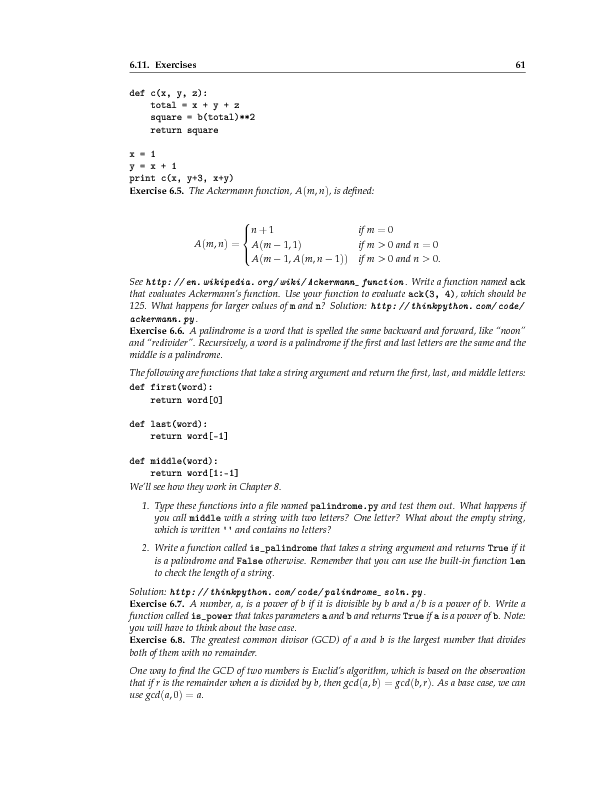 6.11. Exercises 61
def c(x, y, z):
    total = x + y + z
    square = b(total)**2
    return square
x = 1
y = x + 1
print c(x, y+3, x+y)
Exercise 6.5. The Ackermann function, A(m, n), is defined:
n + 1 if m = 0
A(m, n) = { A(m − 1, 1) if m > 0 and n = 0
A(m − 1, A(m, n − 1)) if m > 0 and n > 0.
See http://en.wikipedia.org/wiki/Ackermann_function. Write a function named ack
that evaluates Ackermann's function. Use your function to evaluate ack(3, 4), which should be
125. What happens for larger values of m and n? Solution: http://thinkpython.com/code/
ackermann.py.
Exercise 6.6. A palindrome is a word that is spelled the same backward and forward, like "noon"
and "redivider". Recursively, a word is a palindrome if the first and last letters are the same and the
middle is a palindrome.
The following are functions that take a string argument and return the first, last, and middle letters:
def first(word):
    return word[0]
def last(word):
    return word[-1]
def middle(word):
    return word[1:-1]
We'll see how they work in Chapter 8.
1. Type these functions into a file named palindrome.py and test them out. What happens if
you call middle with a string with two letters? One letter? What about the empty string,
which is written '' and contains no letters?
2. Write a function called is_palindrome that takes a string argument and returns True if it
is a palindrome and False otherwise. Remember that you can use the built-in function len
to check the length of a string.
Solution: http://thinkpython.com/code/palindrome_soln.py.
Exercise 6.7. A number, a, is a power of b if it is divisible by b and a/b is a power of b. Write a
function called is_power that takes parameters a and b and returns True if a is a power of b. Note:
you will have to think about the base case.
Exercise 6.8. The greatest common divisor (GCD) of a and b is the largest number that divides
both of them with no remainder.
One way to find the GCD of two numbers is Euclid's algorithm, which is based on the observation
that if r is the remainder when a is divided by b, then gcd(a, b) = gcd(b, r). As a base case, we can
use gcd(a, 0) = a.